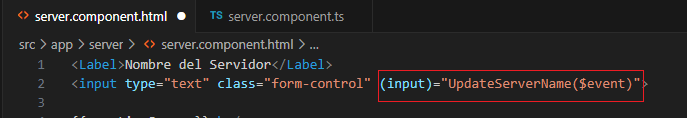 server.component.html ● TS server.component.ts
src > app > server > server.component.html > ...
1 <Label>Nombre del Servidor</Label>
2 <input type="text" class="form-control" (input)="UpdateServerName($event)">
3